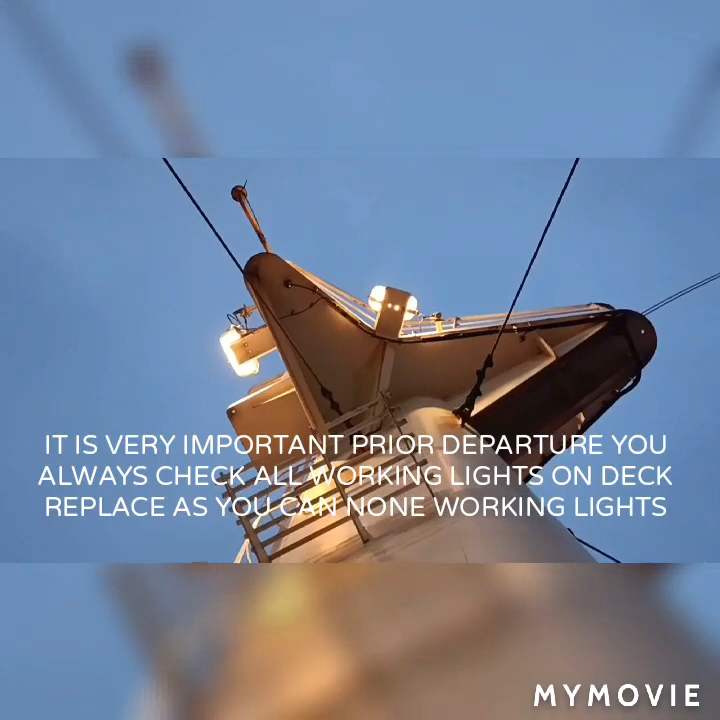 IT IS VERY IMPORTANT PRIOR DEPARTURE YOU
ALWAYS CHECK ALL WORKING LIGHTS ON DECK
REPLACE AS YOU CAN NONE WORKING LIGHTS
MYMOVIE